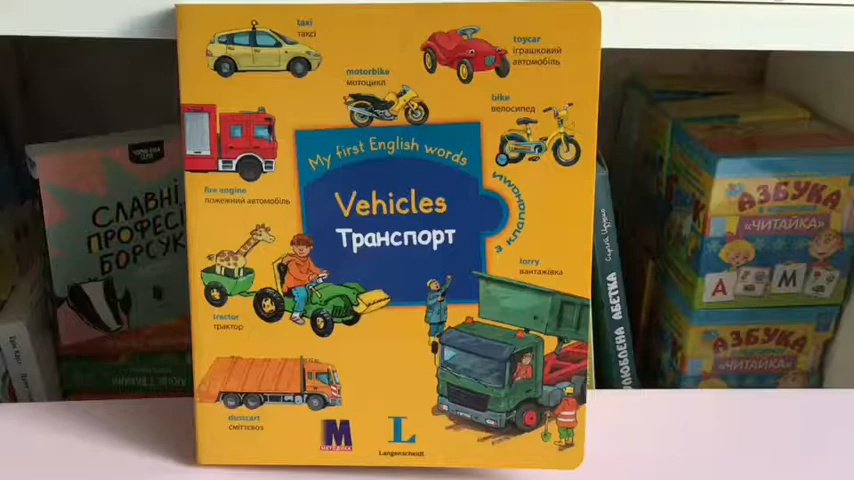 taxi
таксі
toycar
іграшковий
автомобіль
motorbike
мотоцикл
bike
велосипед
My first English words
Vehicles
Транспорт
з клапанами
fire engine
пожежний автомобіль
lorry
вантажівка
tractor
трактор
dustcart
сміттєвоз
М
МЕТОДИКА
L
Langenscheidt
СЛАВНІ
ПРОФЕСІ
БОРСУК
АБЕТКА
АЗБУКА
«ЧИТАЙКА»
А
М
АЗБУКА
«ЧИТАЙКА»